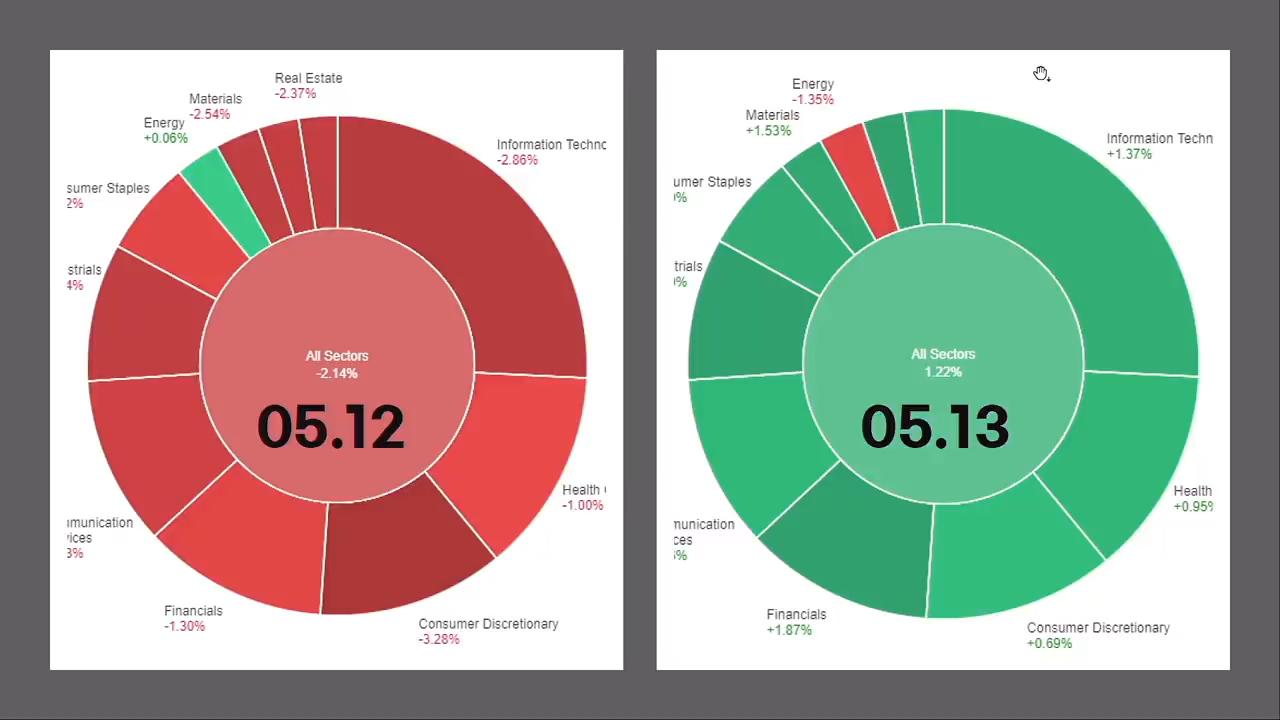 Real Estate
-2.37%
Materials
-2.54%
Energy
+0.06%
Information Techno
-2.86%
sumer Staples
2%
strials
4%
All Sectors
-2.14%
05.12
Health
-1.00%
munication
ices
3%
Financials
-1.30%
Consumer Discretionary
-3.28%
Energy
-1.35%
Materials
+1.53%
Information Techn
+1.37%
umer Staples
%
trials
%
All Sectors
1.22%
05.13
Health
+0.95%
munication
ces
%
Financials
+1.87%
Consumer Discretionary
+0.69%